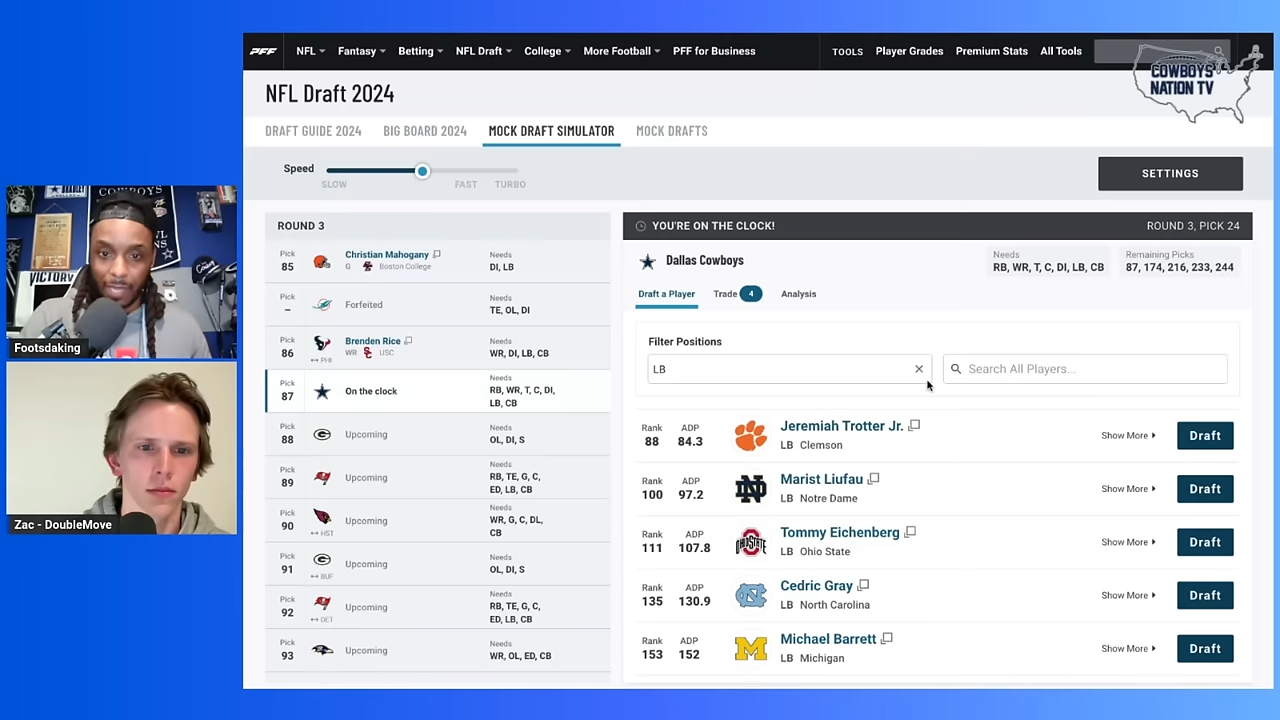 PFF
NFL
Fantasy
Betting
NFL Draft
College
More Football
PFF for Business
TOOLS
Player Grades
Premium Stats
All Tools
COWBOYS
NATION TV
NFL Draft 2024
DRAFT GUIDE 2024
BIG BOARD 2024
MOCK DRAFT SIMULATOR
MOCK DRAFTS
Speed
SLOW
FAST
TURBO
SETTINGS
ROUND 3
Pick
85
Christian Mahogany
G
Boston College
Needs
DI, LB
Pick
–
Forfeited
Needs
TE, OL, DI
Pick
86
PHI
Brenden Rice
WR
USC
Needs
WR, DI, LB, CB
Pick
87
On the clock
Needs
RB, WR, T, C, DI,
LB, CB
Pick
88
Upcoming
Needs
OL, DI, S
Pick
89
Upcoming
Needs
RB, TE, G, C,
ED, LB, CB
Pick
90
HST
Upcoming
Needs
WR, G, C, DL,
CB
Pick
91
BUF
Upcoming
Needs
OL, DI, S
Pick
92
DET
Upcoming
Needs
RB, TE, G, C,
ED, LB, CB
Pick
93
Upcoming
Needs
WR, OL, ED, CB
YOU'RE ON THE CLOCK!
ROUND 3, PICK 24
Dallas Cowboys
Needs
RB, WR, T, C, DI, LB, CB
Remaining Picks
87, 174, 216, 233, 244
Draft a Player
Trade 4
Analysis
Filter Positions
LB
Search All Players...
Rank
88
ADP
84.3
Jeremiah Trotter Jr.
LB Clemson
Show More
Draft
Rank
100
ADP
97.2
Marist Liufau
LB Notre Dame
Show More
Draft
Rank
111
ADP
107.8
OHIO STATE
Tommy Eichenberg
LB Ohio State
Show More
Draft
Rank
135
ADP
130.9
Cedric Gray
LB North Carolina
Show More
Draft
Rank
153
ADP
152
Michael Barrett
LB Michigan
Show More
Draft
COWBOYS
VICTORY
Footsdaking
Zac - DoubleMove